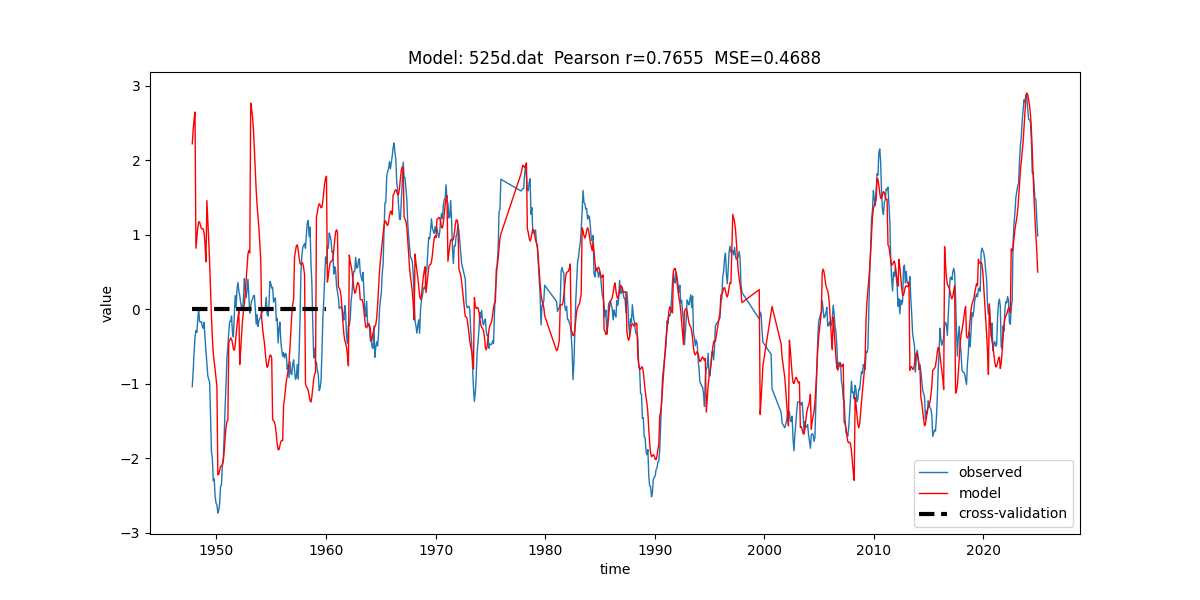 Model: 525d.dat  Pearson r=0.7655  MSE=0.4688
3
2
1
0
−1
−2
−3
value
1950
1960
1970
1980
1990
2000
2010
2020
time
observed
model
cross-validation